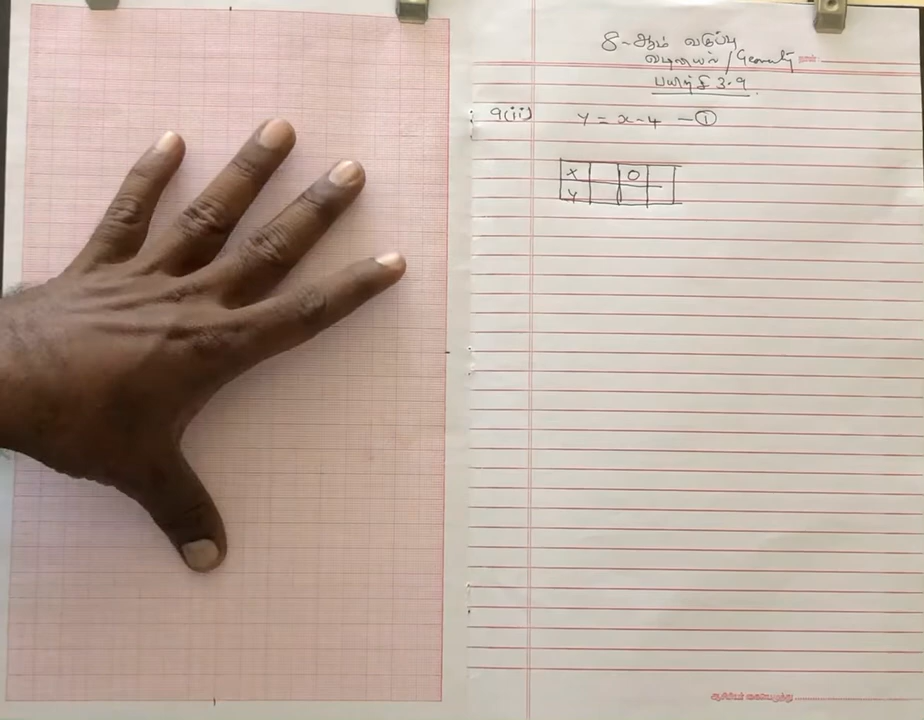 8-ஆம் வகுப்பு
வடிவியல் / Geometry
பயிற்சி 3.9
9(ii) y = x - 4 - ①
x 0
y